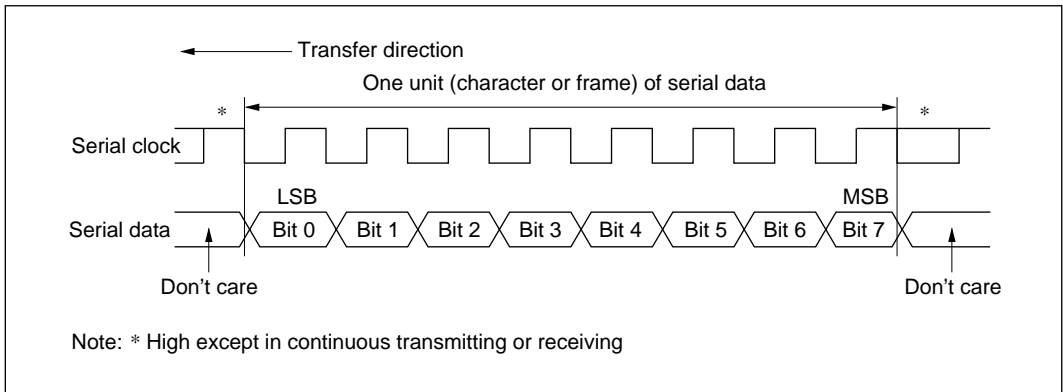 Transfer direction
One unit (character or frame) of serial data
* *
Serial clock
LSB MSB
Serial data Bit 0 Bit 1 Bit 2 Bit 3 Bit 4 Bit 5 Bit 6 Bit 7
Don't care Don't care
Note: * High except in continuous transmitting or receiving